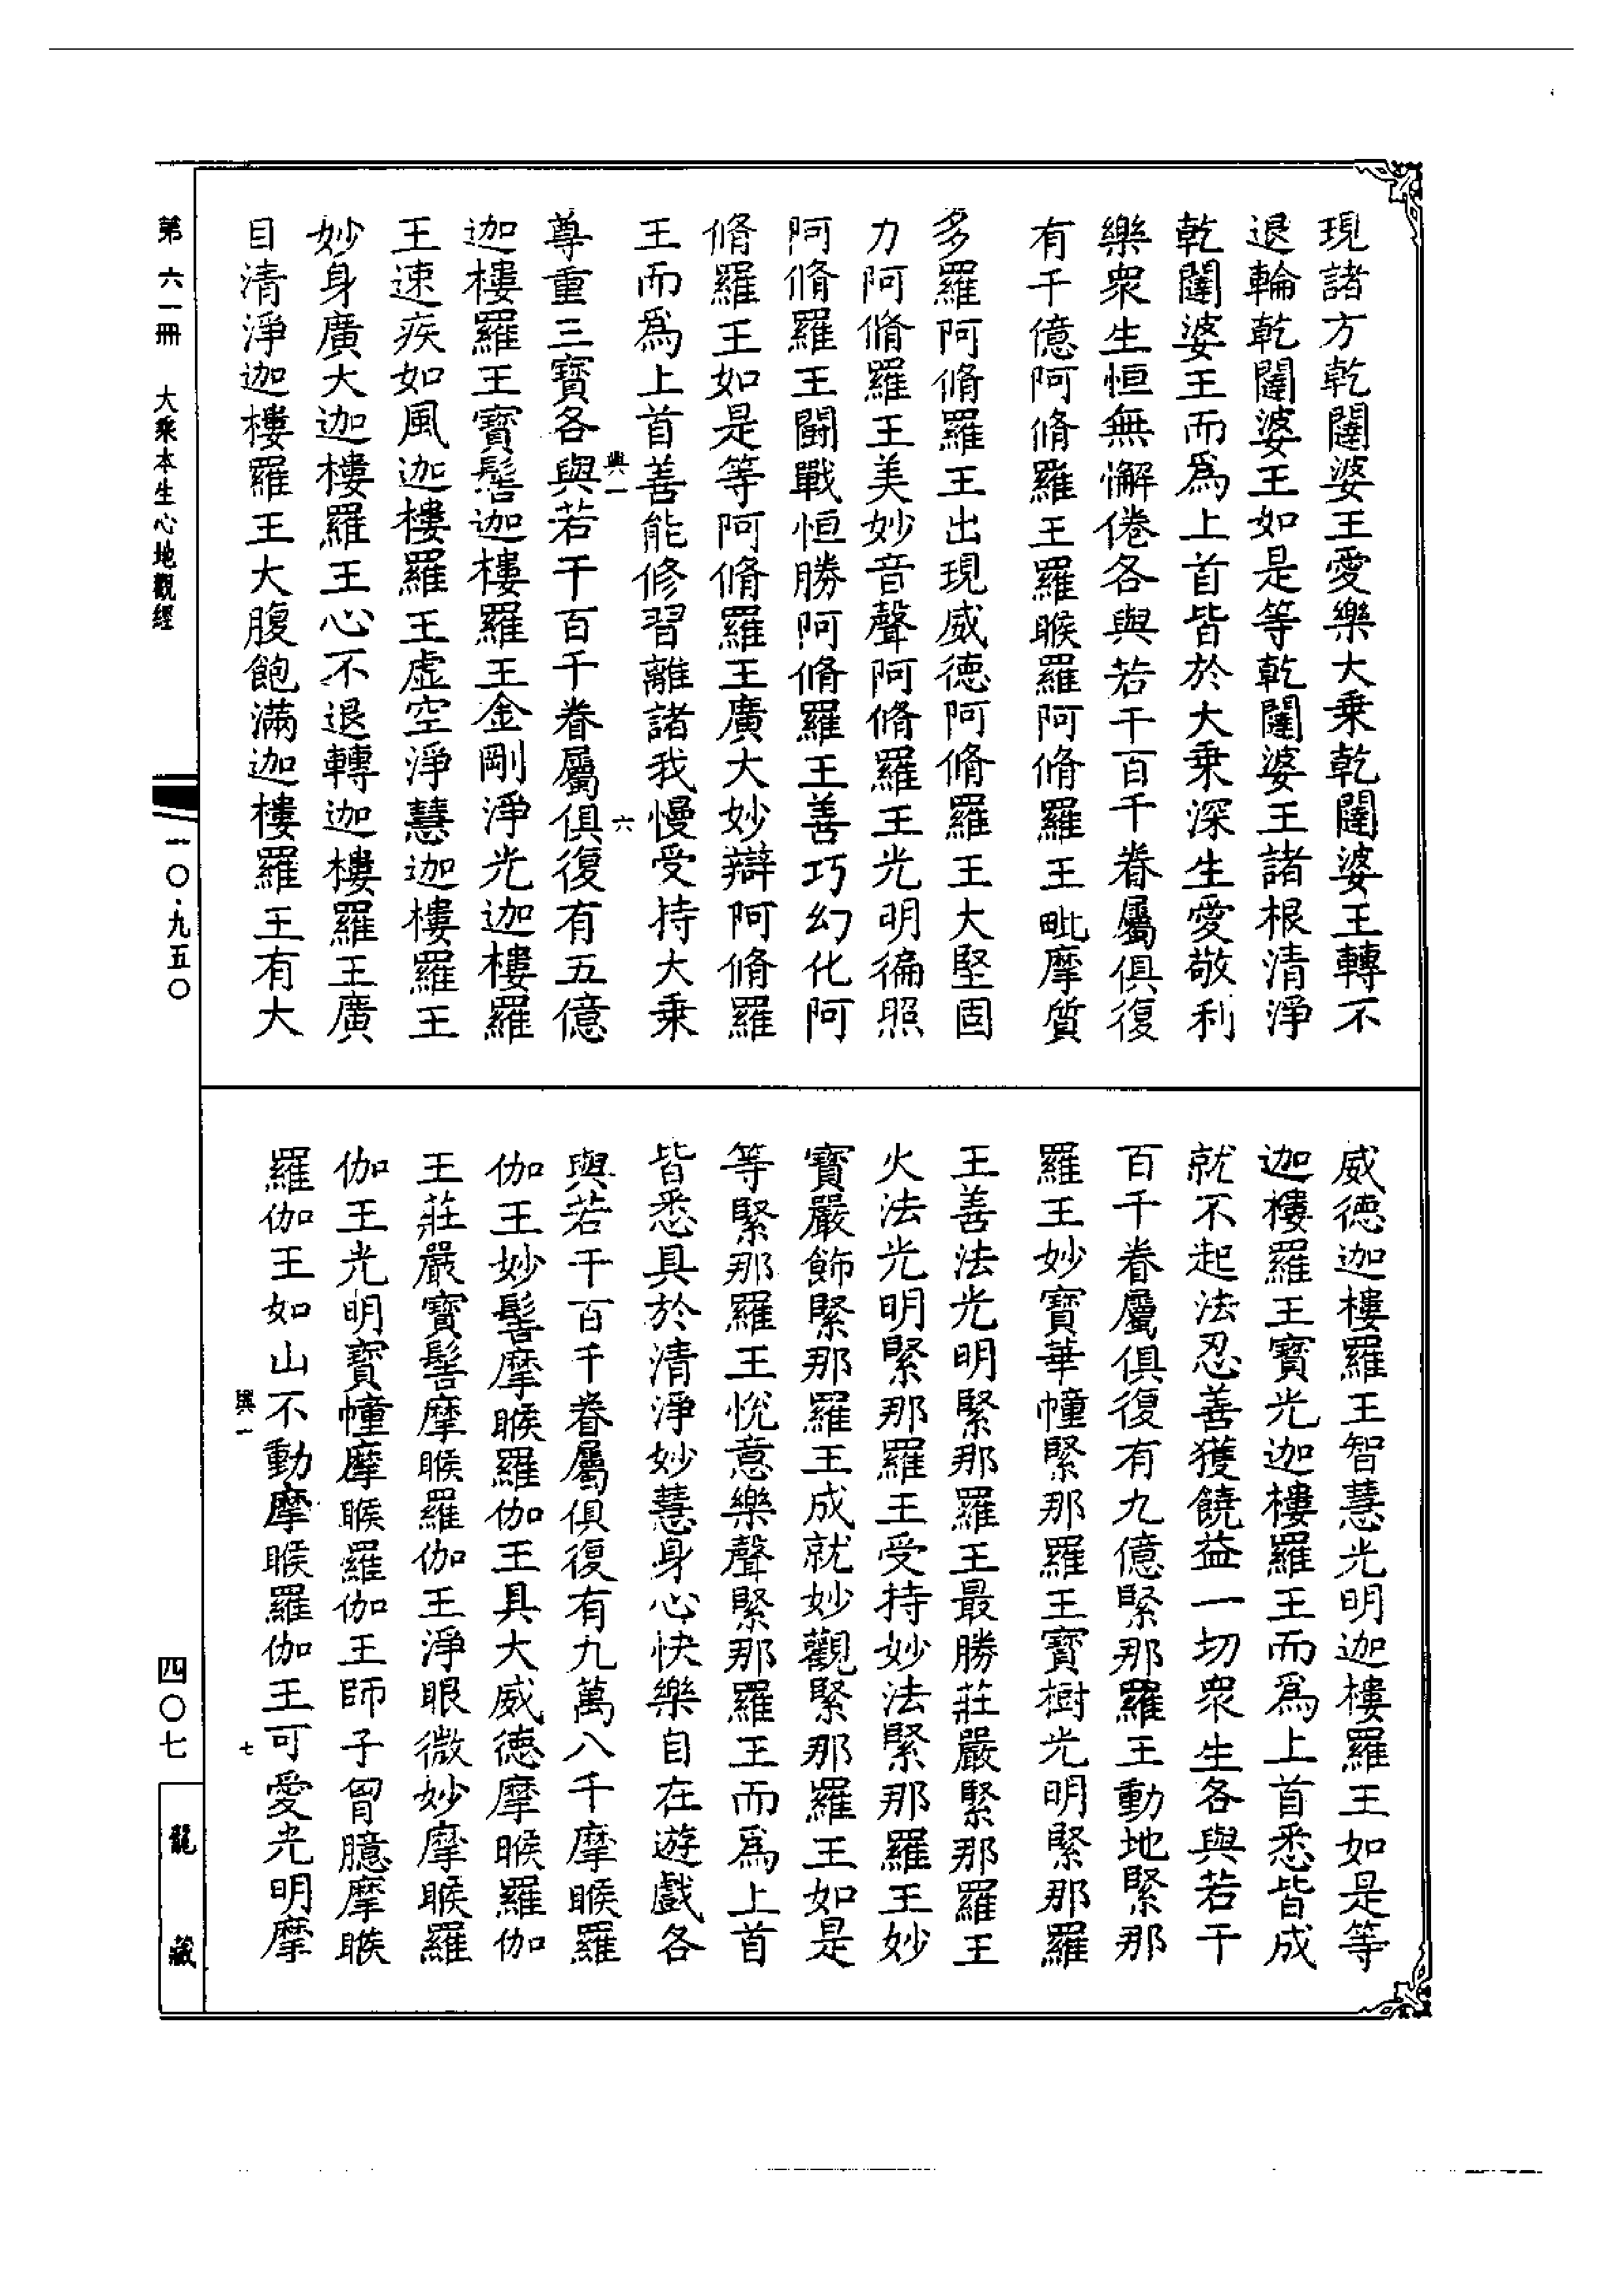 現諸方乾闥婆王愛樂大乗乾闥婆王轉不
退輪乾闥婆王如是等乾闥婆王諸根清淨
乾闥婆王而爲上首皆於大乗深生愛敬利
樂衆生恒無懈倦各與若干百千眷屬俱復
有千億阿脩羅王羅睺羅阿脩羅王毗摩質
多羅阿脩羅王出現威德阿脩羅王大堅固
力阿脩羅王美妙音聲阿脩羅王光明徧照
阿脩羅王鬭戰恒勝阿脩羅王善巧幻化阿
脩羅王如是等阿脩羅王廣大妙辯阿脩羅
王而爲上首善能修習離諸我慢受持大乗
興一
六
尊重三寶各與若干百千眷屬俱復有五億
迦樓羅王寶髻迦樓羅王金剛淨光迦樓羅
王速疾如風迦樓羅王虛空淨慧迦樓羅王
妙身廣大迦樓羅王心不退轉迦樓羅王廣
目清淨迦樓羅王大腹飽滿迦樓羅王有大
威德迦樓羅王智慧光明迦樓羅王如是等
迦樓羅王寶光迦樓羅王而爲上首悉皆成
就不起法忍善獲饒益一切衆生各與若干
百千眷屬俱復有九億緊那羅王動地緊那
羅王妙寶華幢緊那羅王寶樹光明緊那羅
王善法光明緊那羅王最勝莊嚴緊那羅王
火法光明緊那羅王受持妙法緊那羅王妙
寶嚴飾緊那羅王成就妙觀緊那羅王如是
等緊那羅王悅意樂聲緊那羅王而爲上首
皆悉具於清淨妙慧身心快樂自在遊戲各
與若干百千眷屬俱復有九萬八千摩睺羅
伽王妙髻摩睺羅伽王具大威德摩睺羅伽
王莊嚴寶髻摩睺羅伽王淨眼微妙摩睺羅
伽王光明寶幢摩睺羅伽王師子胷臆摩睺
羅伽王如山不動摩睺羅伽王可愛光明摩
興一
七
第六一冊 大乘本生心地觀經
一〇·九五〇
四〇七
龍藏